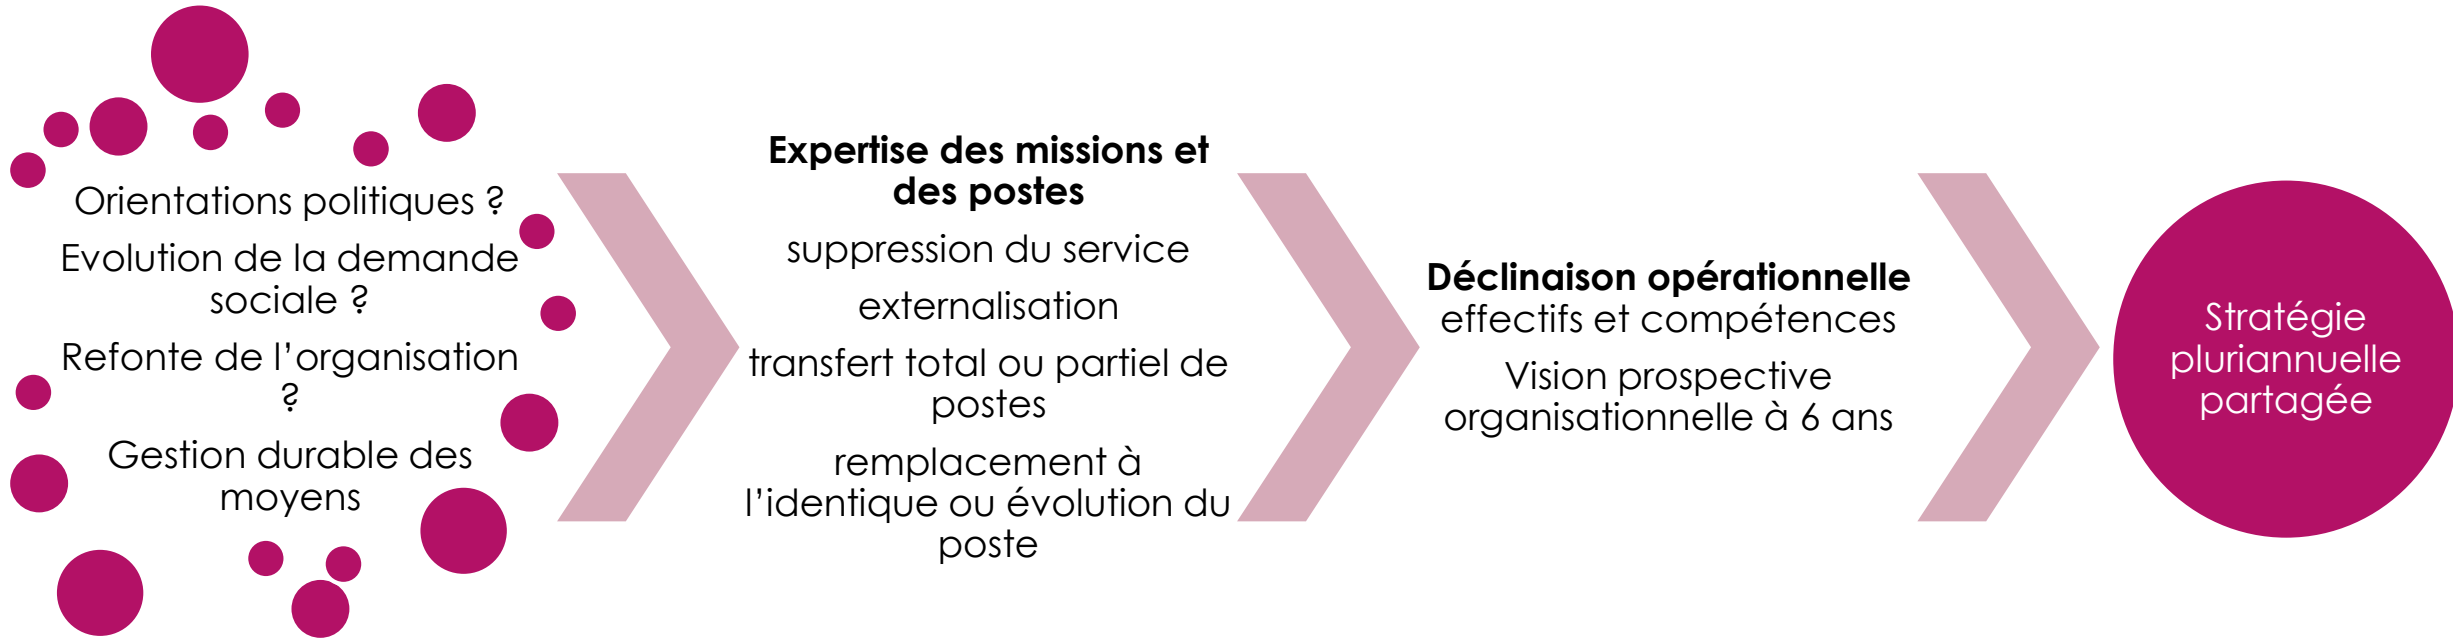 Orientations politiques ?
Evolution de la demande
sociale ?
Refonte de l’organisation
?
Gestion durable des
moyens
Expertise des missions et
des postes
suppression du service
externalisation
transfert total ou partiel de
postes
remplacement à
l’identique ou évolution du
poste
Déclinaison opérationnelle
effectifs et compétences
Vision prospective
organisationnelle à 6 ans
Stratégie
pluriannuelle
partagée